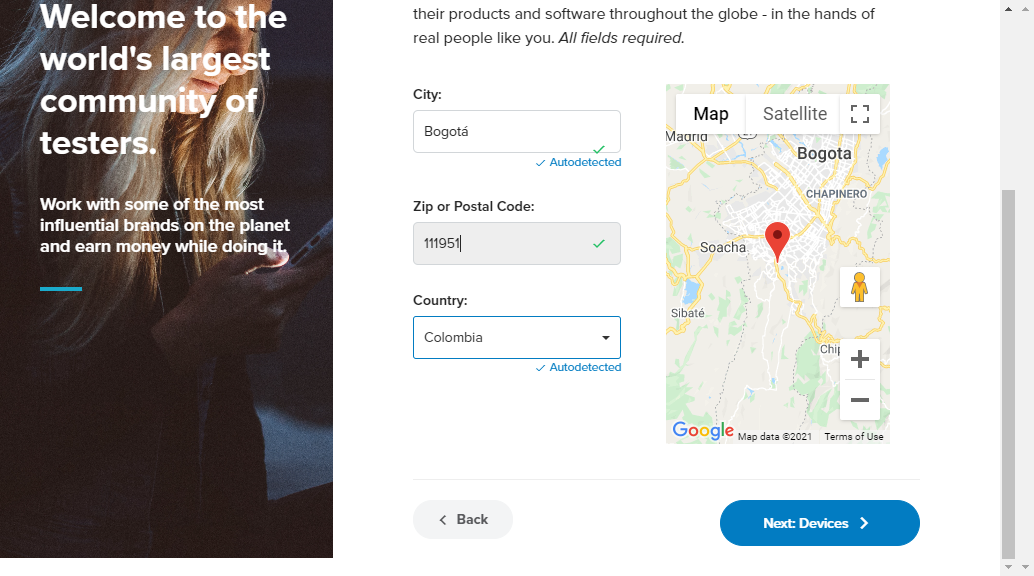 Welcome to the
world's largest
community of
testers.
Work with some of the most
influential brands on the planet
and earn money while doing it.
their products and software throughout the globe - in the hands of
real people like you. All fields required.
City:
Bogotá
Autodetected
Zip or Postal Code:
111951
Country:
Colombia
Autodetected
Map
Satellite
Madrid
Bogota
CHAPINERO
Soacha
Sibaté
Google
Map data ©2021
Terms of Use
Back
Next: Devices